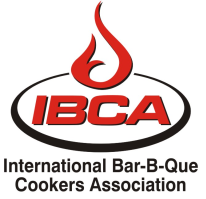 IBCA
International Bar-B-Que
Cookers Association